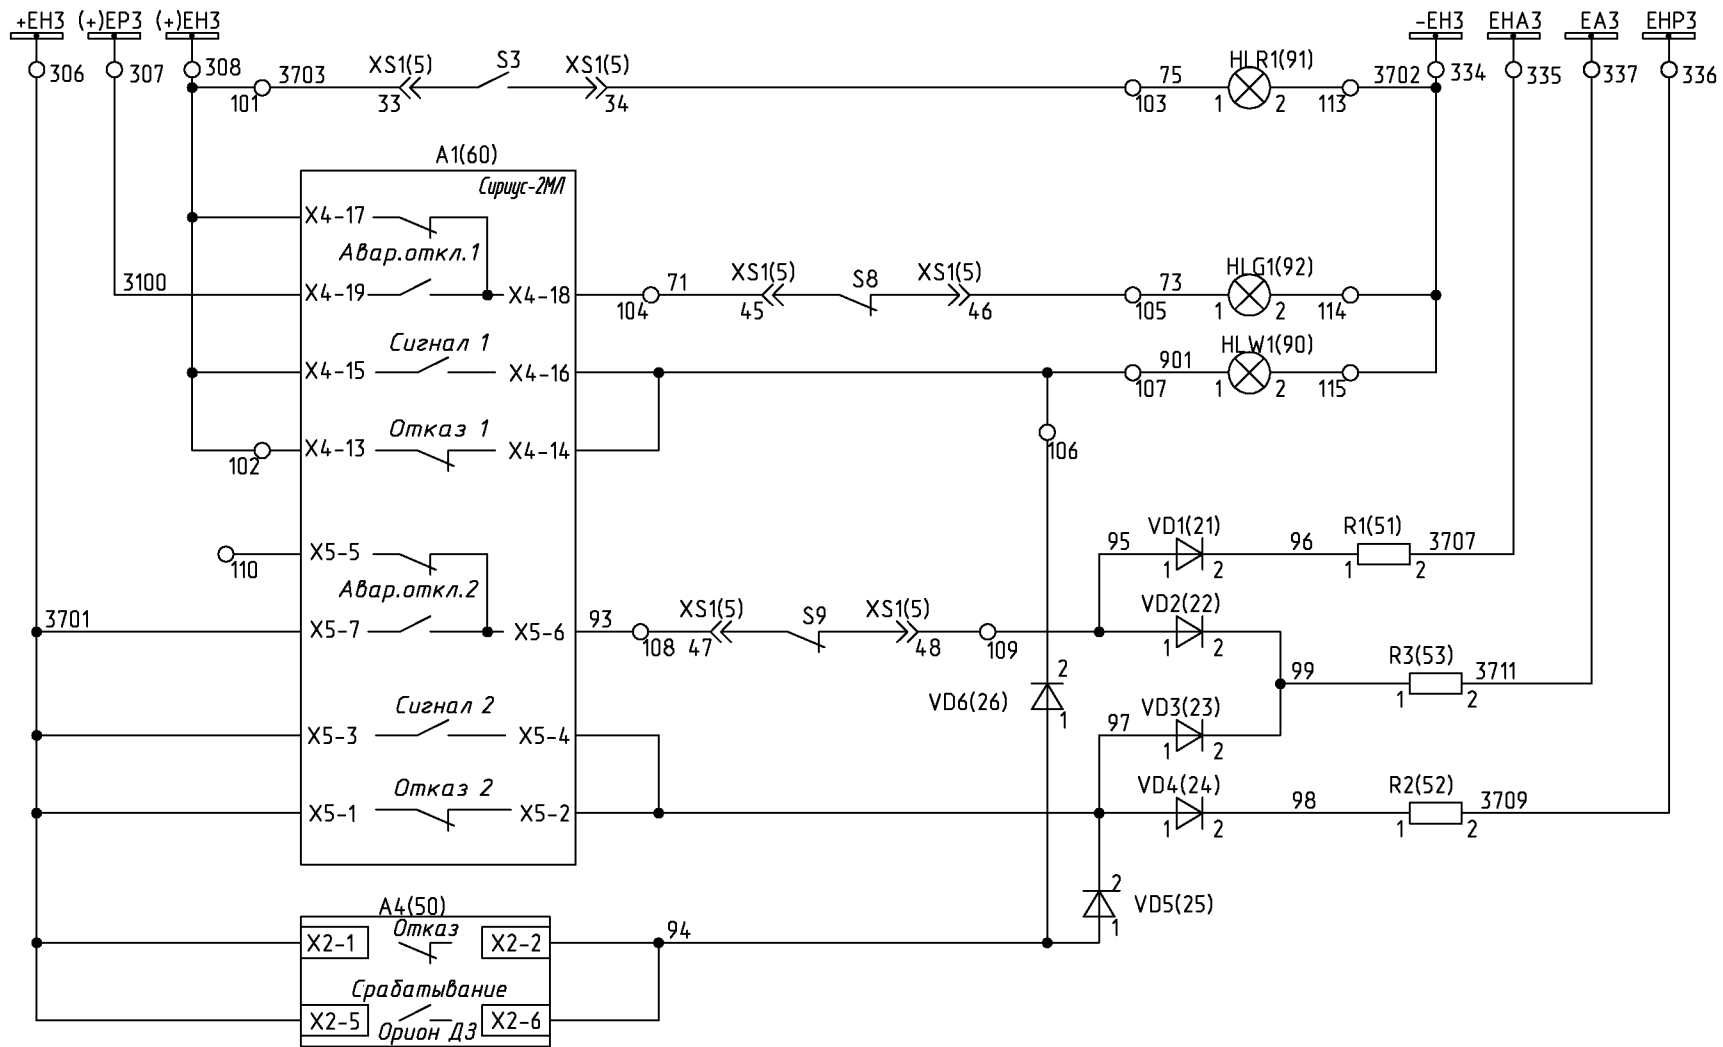 +EH3 (+)EP3 (+)EH3 -EH3 EHA3 EA3 EHP3
306 307 308 334 335 337 336
101 3703 XS1(5) 33 S3 XS1(5) 34 103 75 HLR1(91) 1 2 113 3702
A1(60)
Сириус-2МЛ
X4-17
Авар.откл.1
3100 X4-19 X4-18 104 71 XS1(5) 45 S8 XS1(5) 46 105 73 HLG1(92) 1 2 114
Сигнал 1
X4-15 X4-16 107 901 HLW1(90) 1 2 115
Отказ 1
102 X4-13 X4-14 106
110 X5-5 95 VD1(21) 1 2 96 R1(51) 1 2 3707
Авар.откл.2
3701 X5-7 X5-6 93 108 XS1(5) 47 S9 XS1(5) 48 109 VD2(22) 1 2
99 R3(53) 1 2 3711
VD6(26) 2 1
Сигнал 2
X5-3 X5-4 97 VD3(23) 1 2
Отказ 2
X5-1 X5-2 VD4(24) 1 2 98 R2(52) 1 2 3709
2 VD5(25) 1
A4(50)
Отказ
X2-1 X2-2 94
Срабатывание
X2-5 X2-6
Орион ДЗ